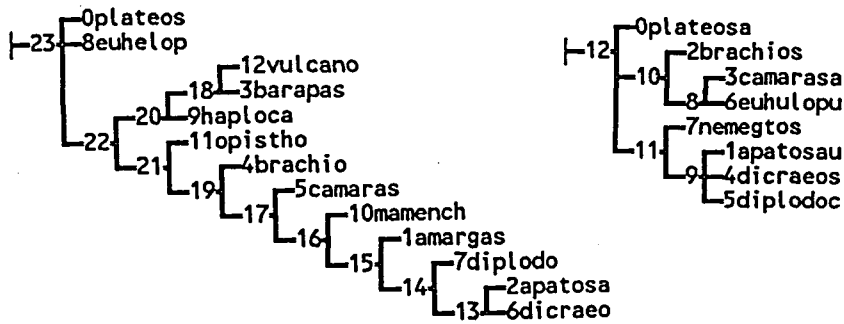 0plateos
23 8euhelop
12vulcano
18 3barapas
20 9haploca
22 11opistho
21 4brachio
19 5camaras
17 10mamench
16 1amargas
15 7diplodo
14 2apatosa
13 6dicraeo
0plateosa
12 2brachios
10 3camarasa
8 6euhulopu
7nemegtos
11 1apatosau
9 4dicraeos
5diplodoc